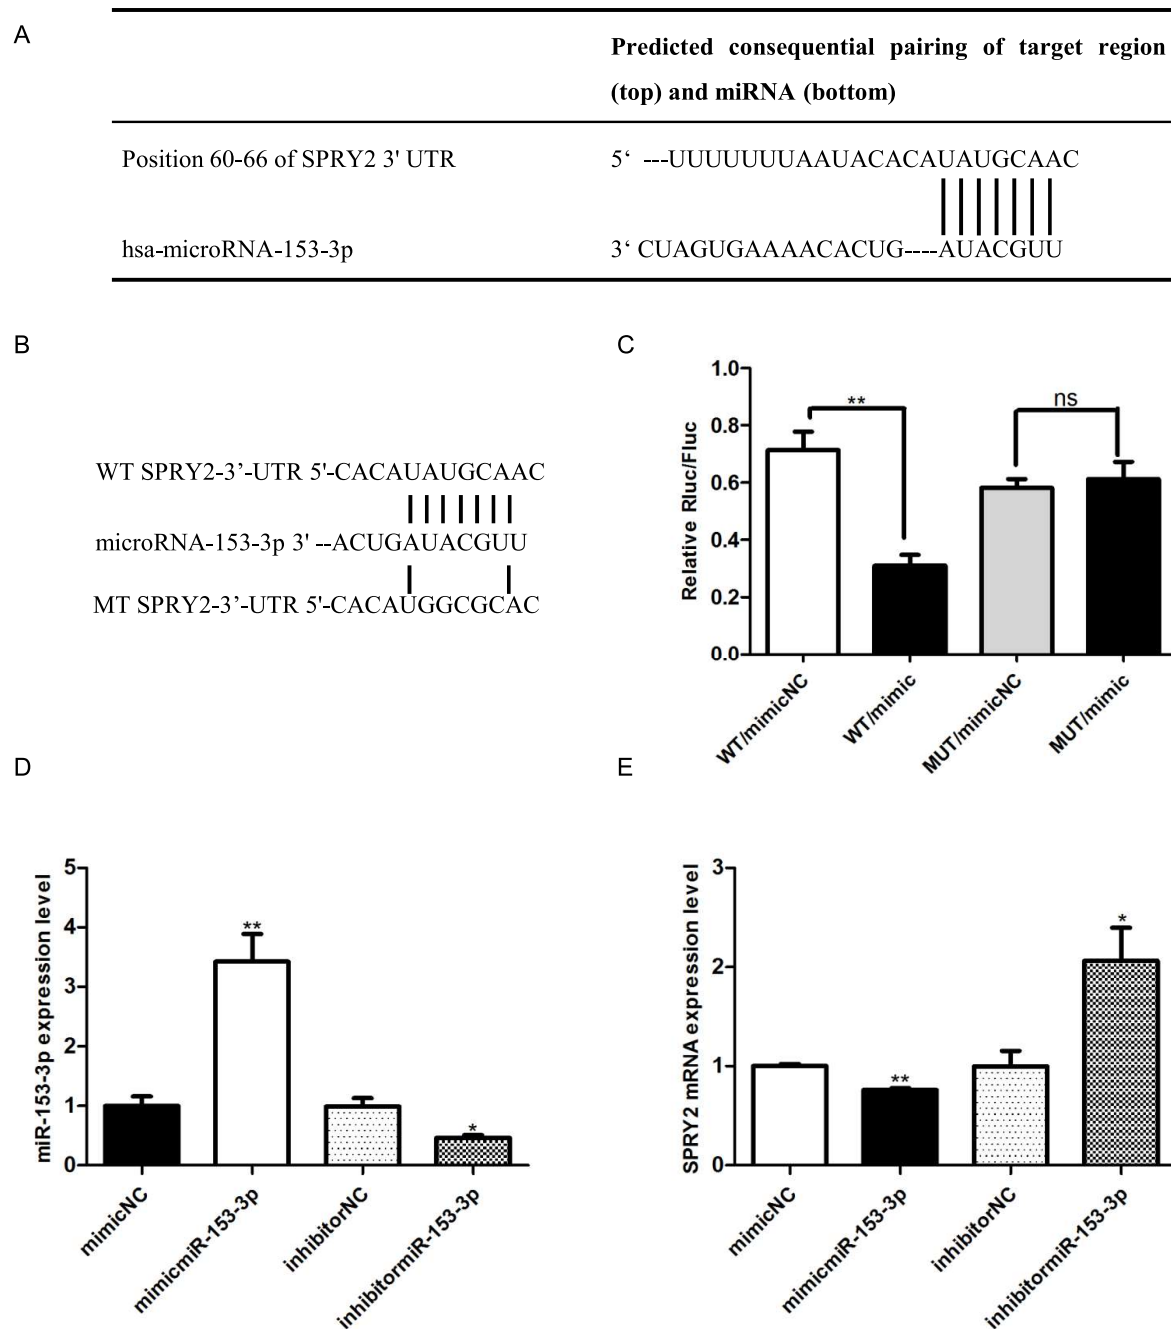 A
Predicted consequential pairing of target region
(top) and miRNA (bottom)
Position 60-66 of SPRY2 3' UTR
5‘ ---UUUUUUUAAUACACAUAUGCAAC
hsa-microRNA-153-3p
3‘ CUAGUGAAAACACUG----AUACGUU
B
WT SPRY2-3’-UTR 5'-CACAUAUGCAAC
microRNA-153-3p 3' --ACUGAUACGUU
MT SPRY2-3’-UTR 5'-CACAUGGCGCAC
C
Relative Rluc/Fluc
1.0
0.8
0.6
0.4
0.2
0.0
**
ns
WT/mimicNC
WT/mimic
MUT/mimicNC
MUT/mimic
D
miR-153-3p expression level
5
4
3
2
1
0
**
*
mimicNC
mimicmiR-153-3p
inhibitorNC
inhibitormiR-153-3p
E
SPRY2 mRNA expression level
3
2
1
0
**
*
mimicNC
mimicmiR-153-3p
inhibitorNC
inhibitormiR-153-3p